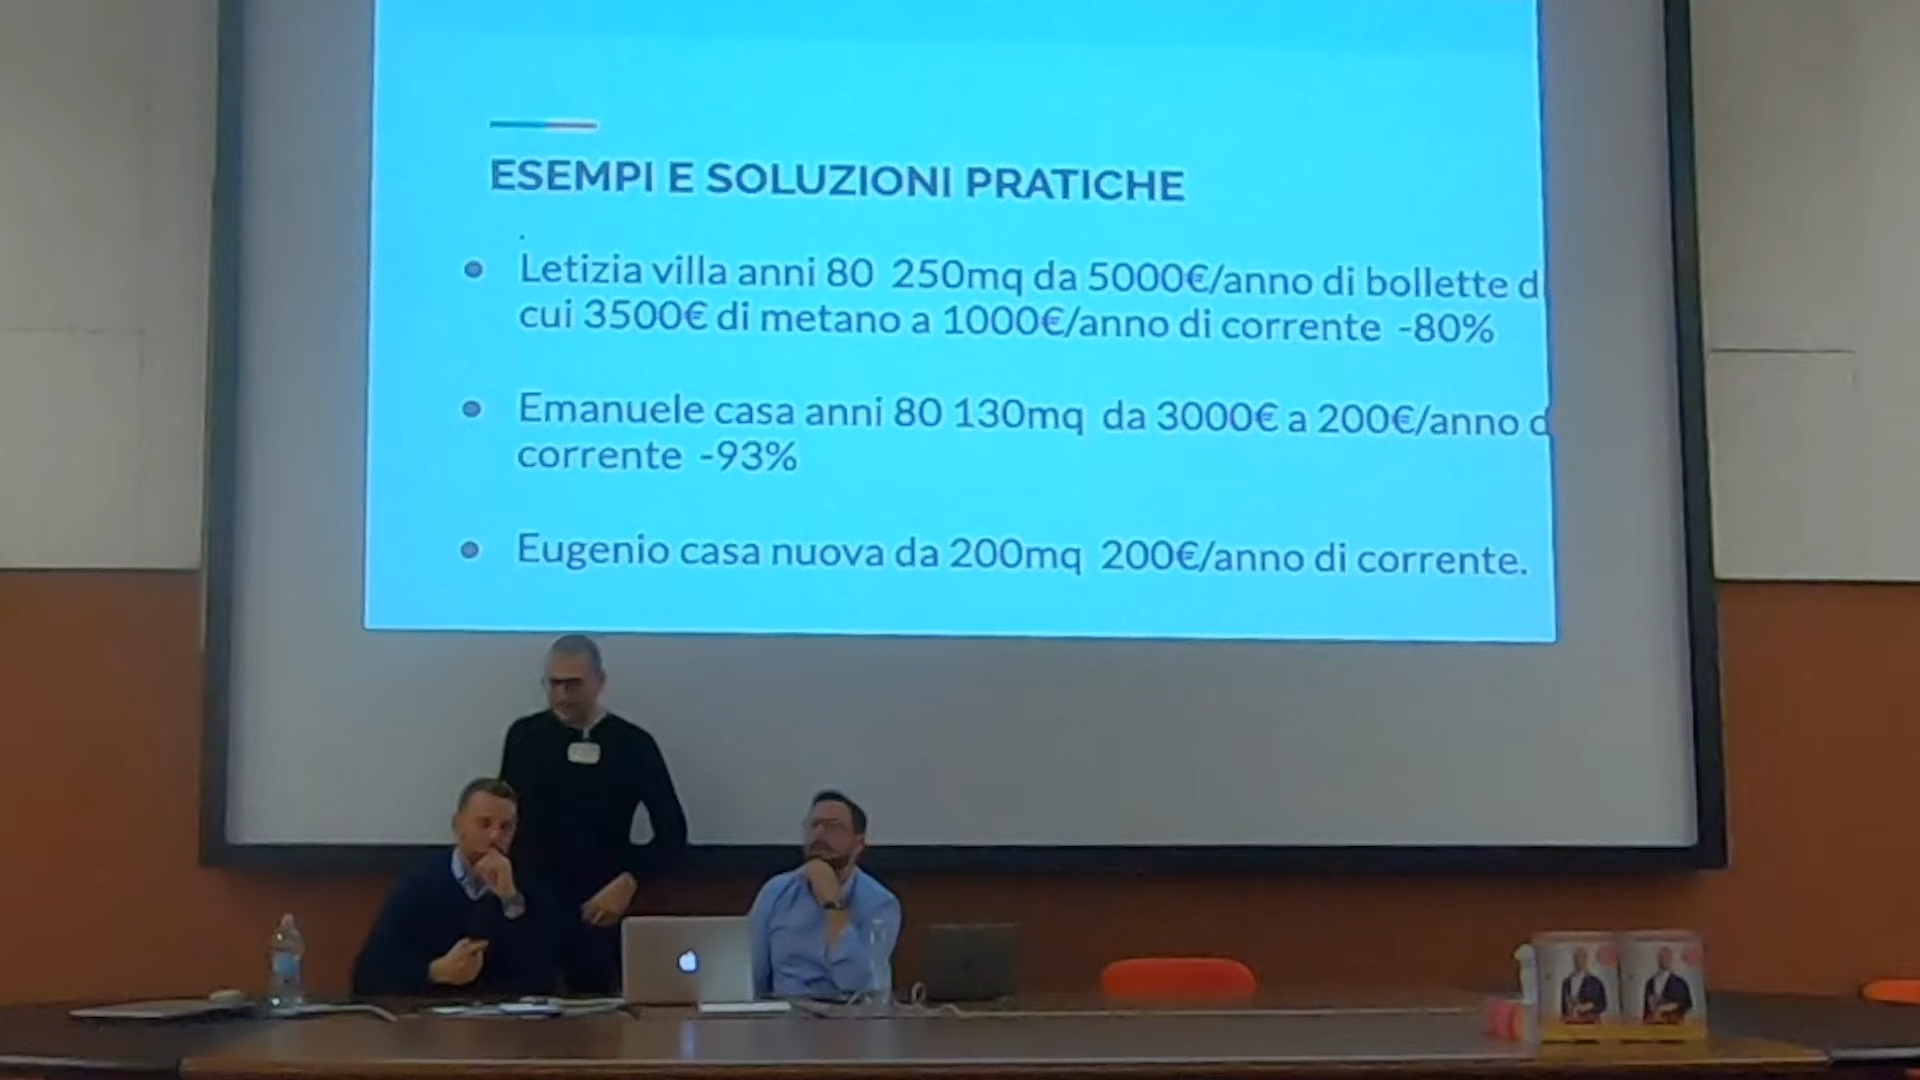 ESEMPI E SOLUZIONI PRATICHE
Letizia villa anni 80 250mq da 5000€/anno di bollette d
cui 3500€ di metano a 1000€/anno di corrente -80%
Emanuele casa anni 80 130mq da 3000€ a 200€/anno d
corrente -93%
Eugenio casa nuova da 200mq 200€/anno di corrente.